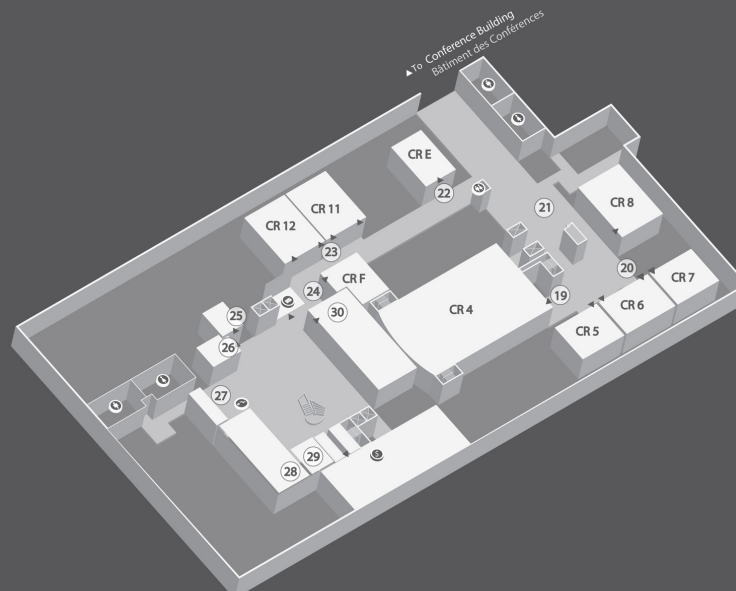 ▲To Conference Building
Bâtiment des Conférences
CR E
22
21
CR 8
CR 11
CR 12
23
20
CR 7
CR F
24
19
CR 6
30
CR 4
CR 5
25
26
27
28
29
$